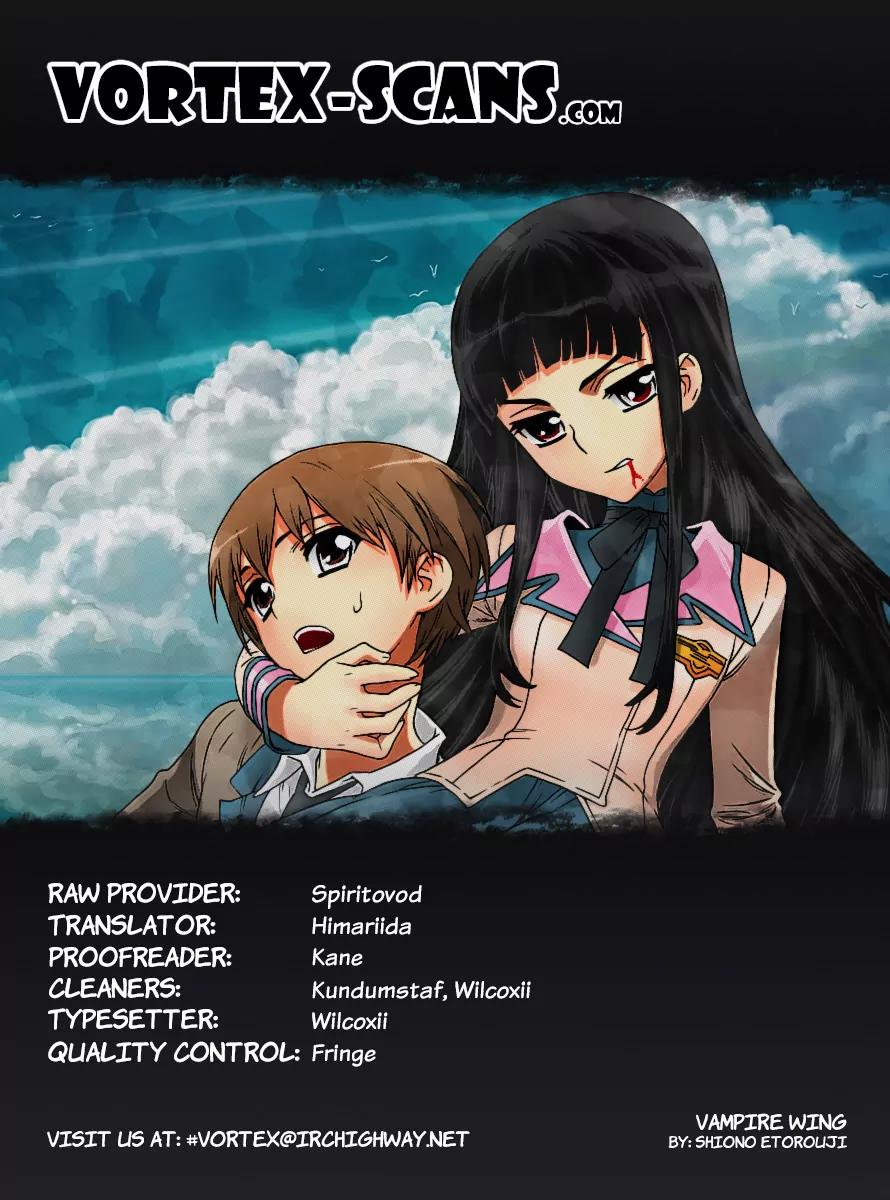 VORTEX-SCANS.COM
RAW PROVIDER: Spiritovod
TRANSLATOR: Himariida
PROOFREADER: Kane
CLEANERS: Kundumstaf, Wilcoxii
TYPESETTER: Wilcoxii
QUALITY CONTROL: Fringe
VISIT US AT: #VORTEX@IRCHIGHWAY.NET
VAMPIRE WING
BY: SHIONO ETOROUJI